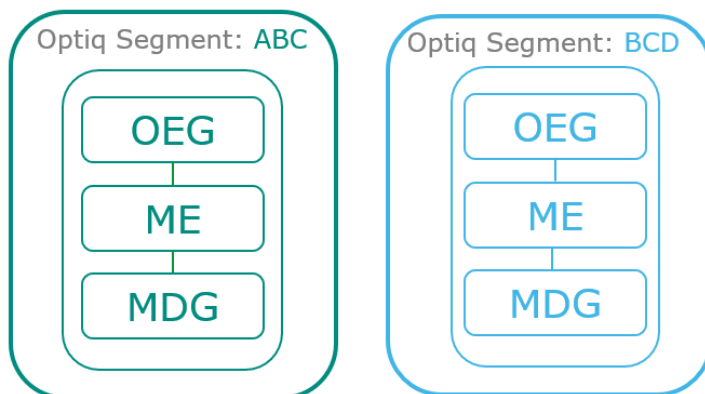 Optiq Segment: ABC
OEG
ME
MDG
Optiq Segment: BCD
OEG
ME
MDG